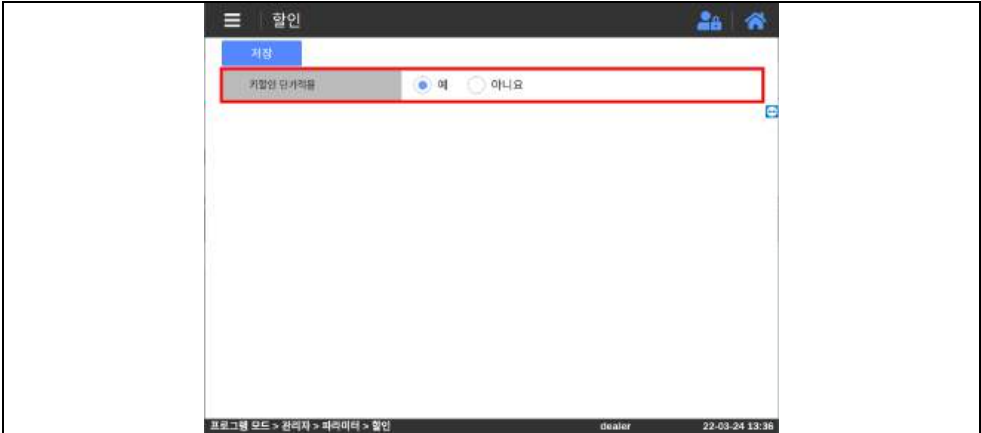 할인
저장
키할인 단가적용
예 아니요
프로그램 모드 > 관리자 > 파라미터 > 할인 dealer 22-03-24 13:36